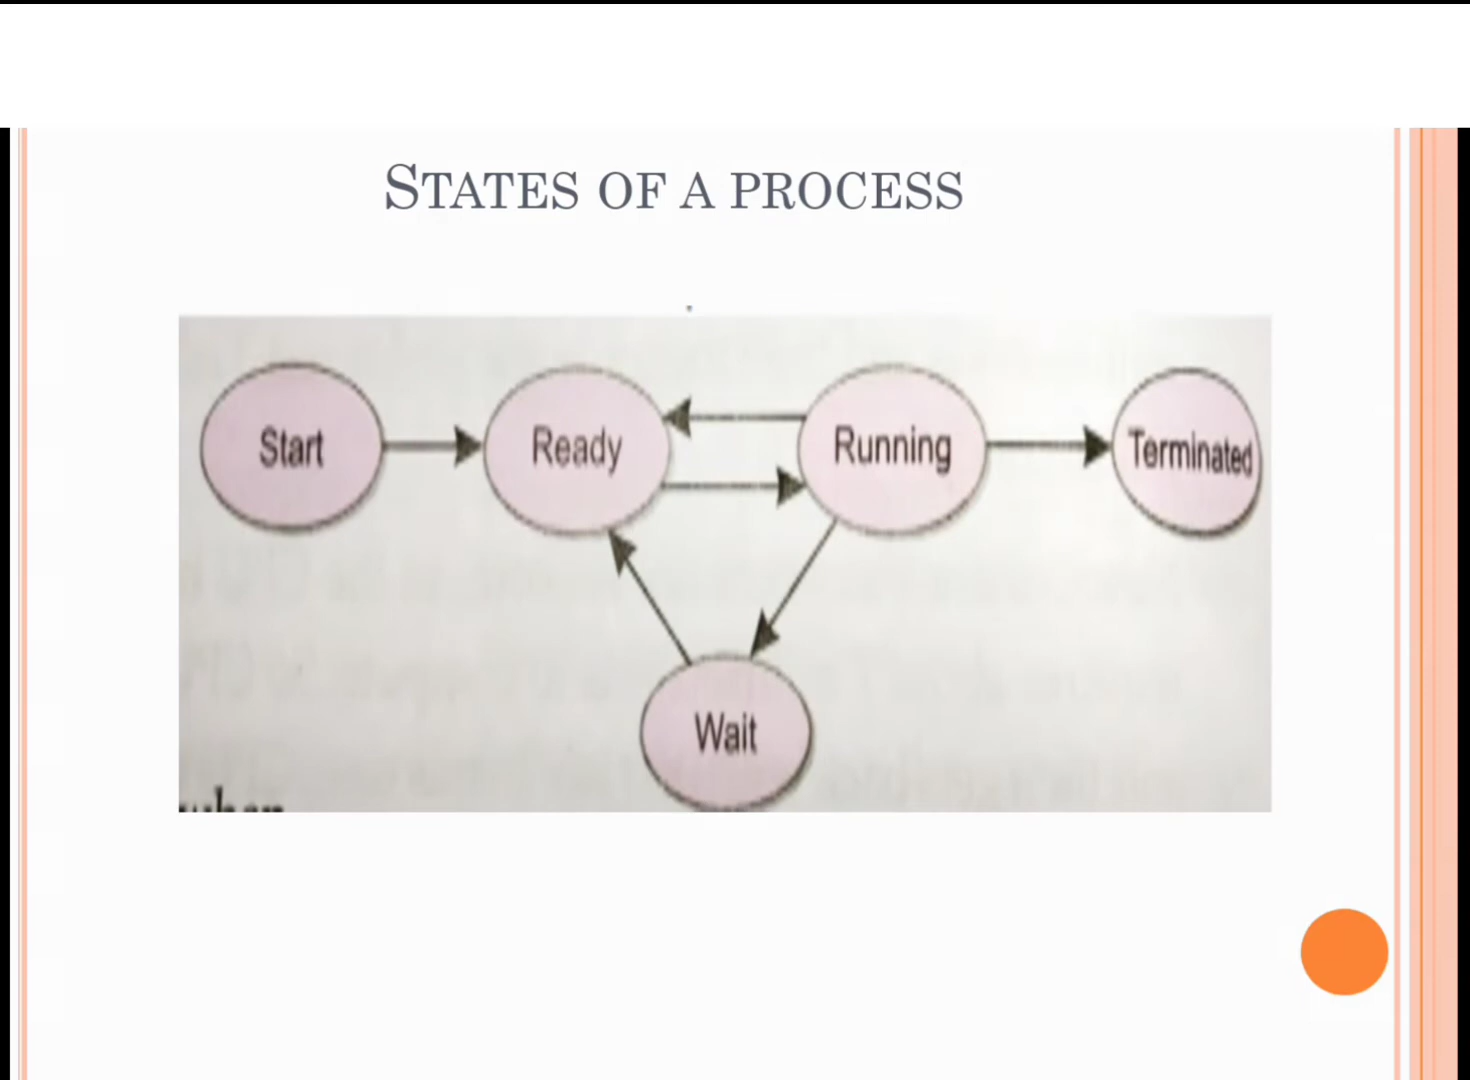 STATES OF A PROCESS
Start
Ready
Running
Terminated
Wait